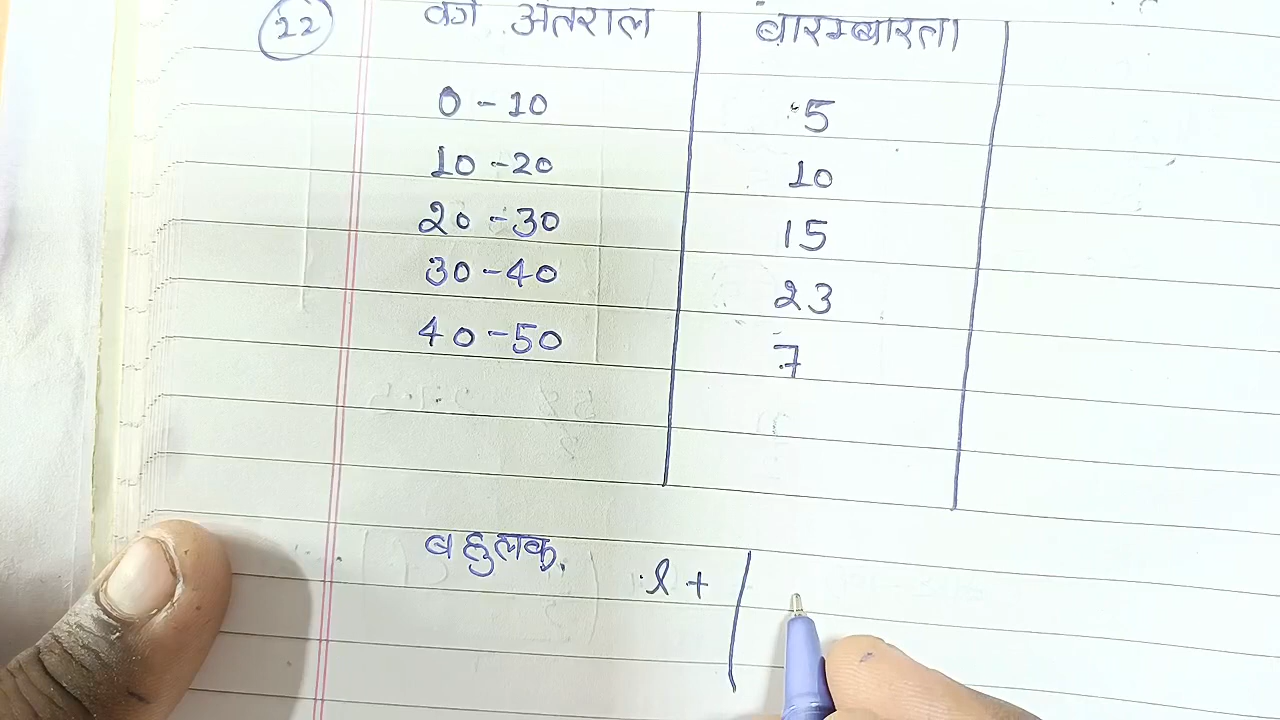 22 वर्ग अंतराल बारम्बारता
0 - 10 5
10 - 20 10
20 - 30 15
30 - 40 23
40 - 50 7
बहुलक l +